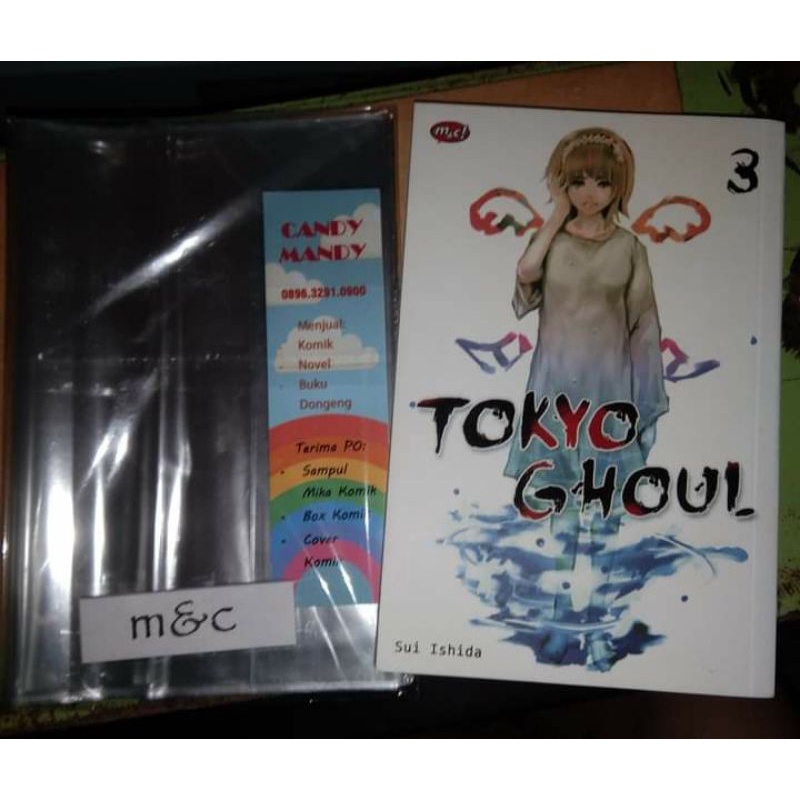 CANDY
MANDY
0896.3291.0900
Menjual:
Komik
- Novel
- Buku
Dongeng
Terima PO:
- Sampul
Mika Komik
- Box Komik
- Cover
Komik
m&c
m&c!
3
TOKYO
GHOUL
Sui Ishida